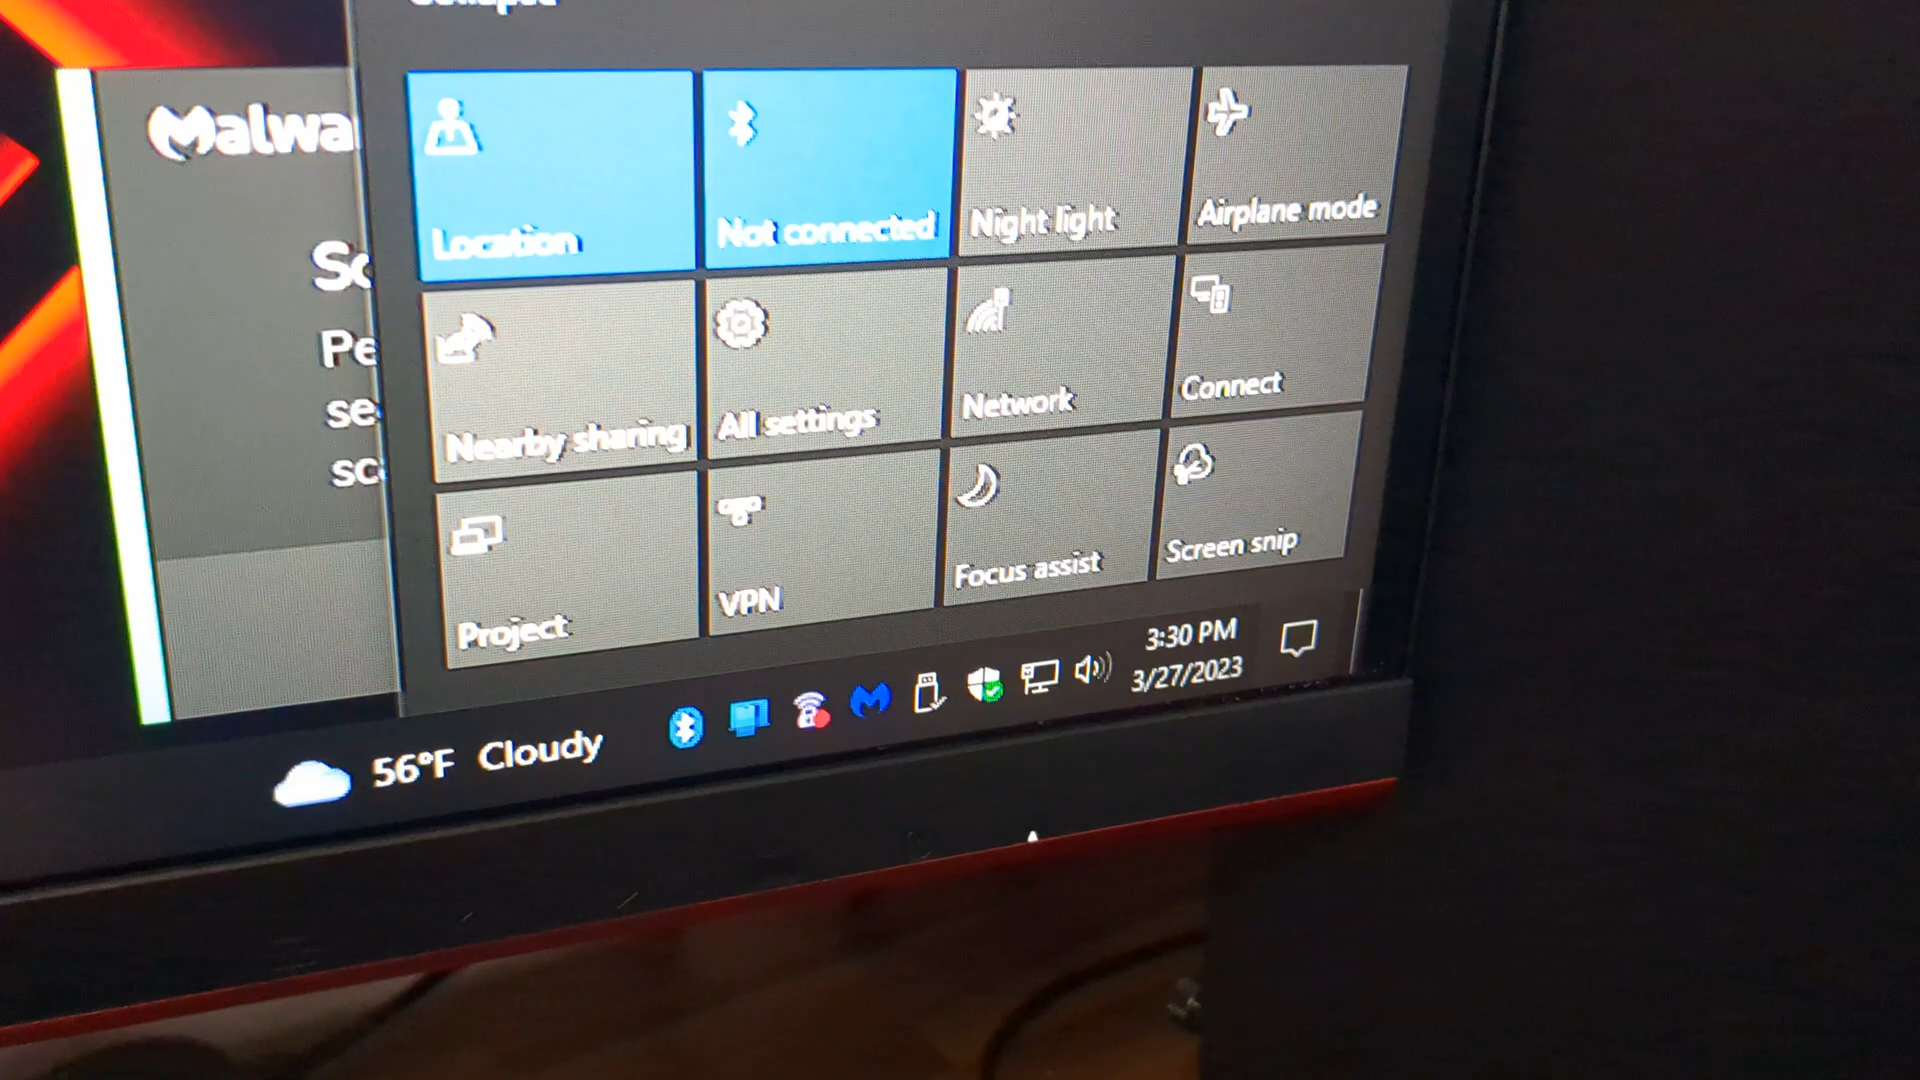 Collapse
Malwa
Location
Not connected
Night light
Airplane mode
Sc
Pe
se
sc
Nearby sharing
All settings
Network
Connect
Project
VPN
Focus assist
Screen snip
56°F Cloudy
3:30 PM
3/27/2023